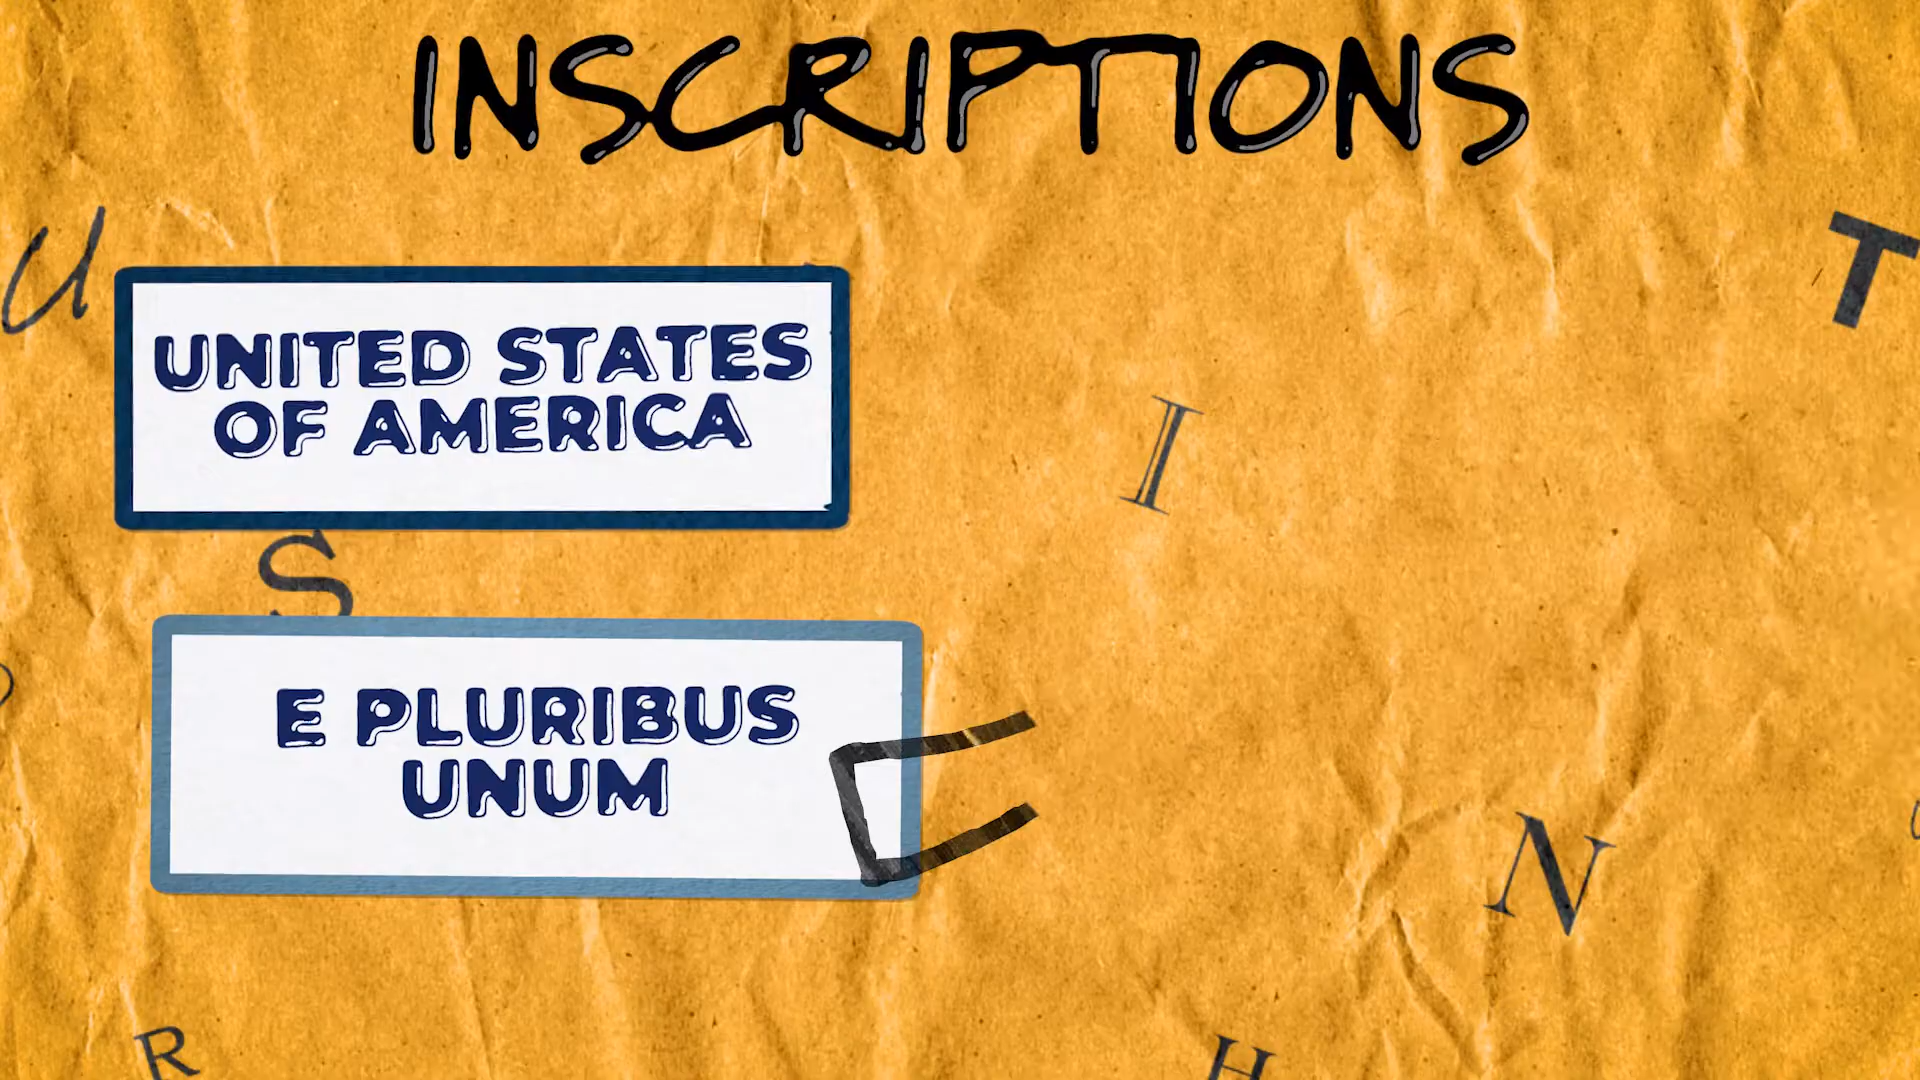 INSCRIPTIONS
U
T
UNITED STATES
OF AMERICA
I
S
E PLURIBUS
UNUM
N
R
H